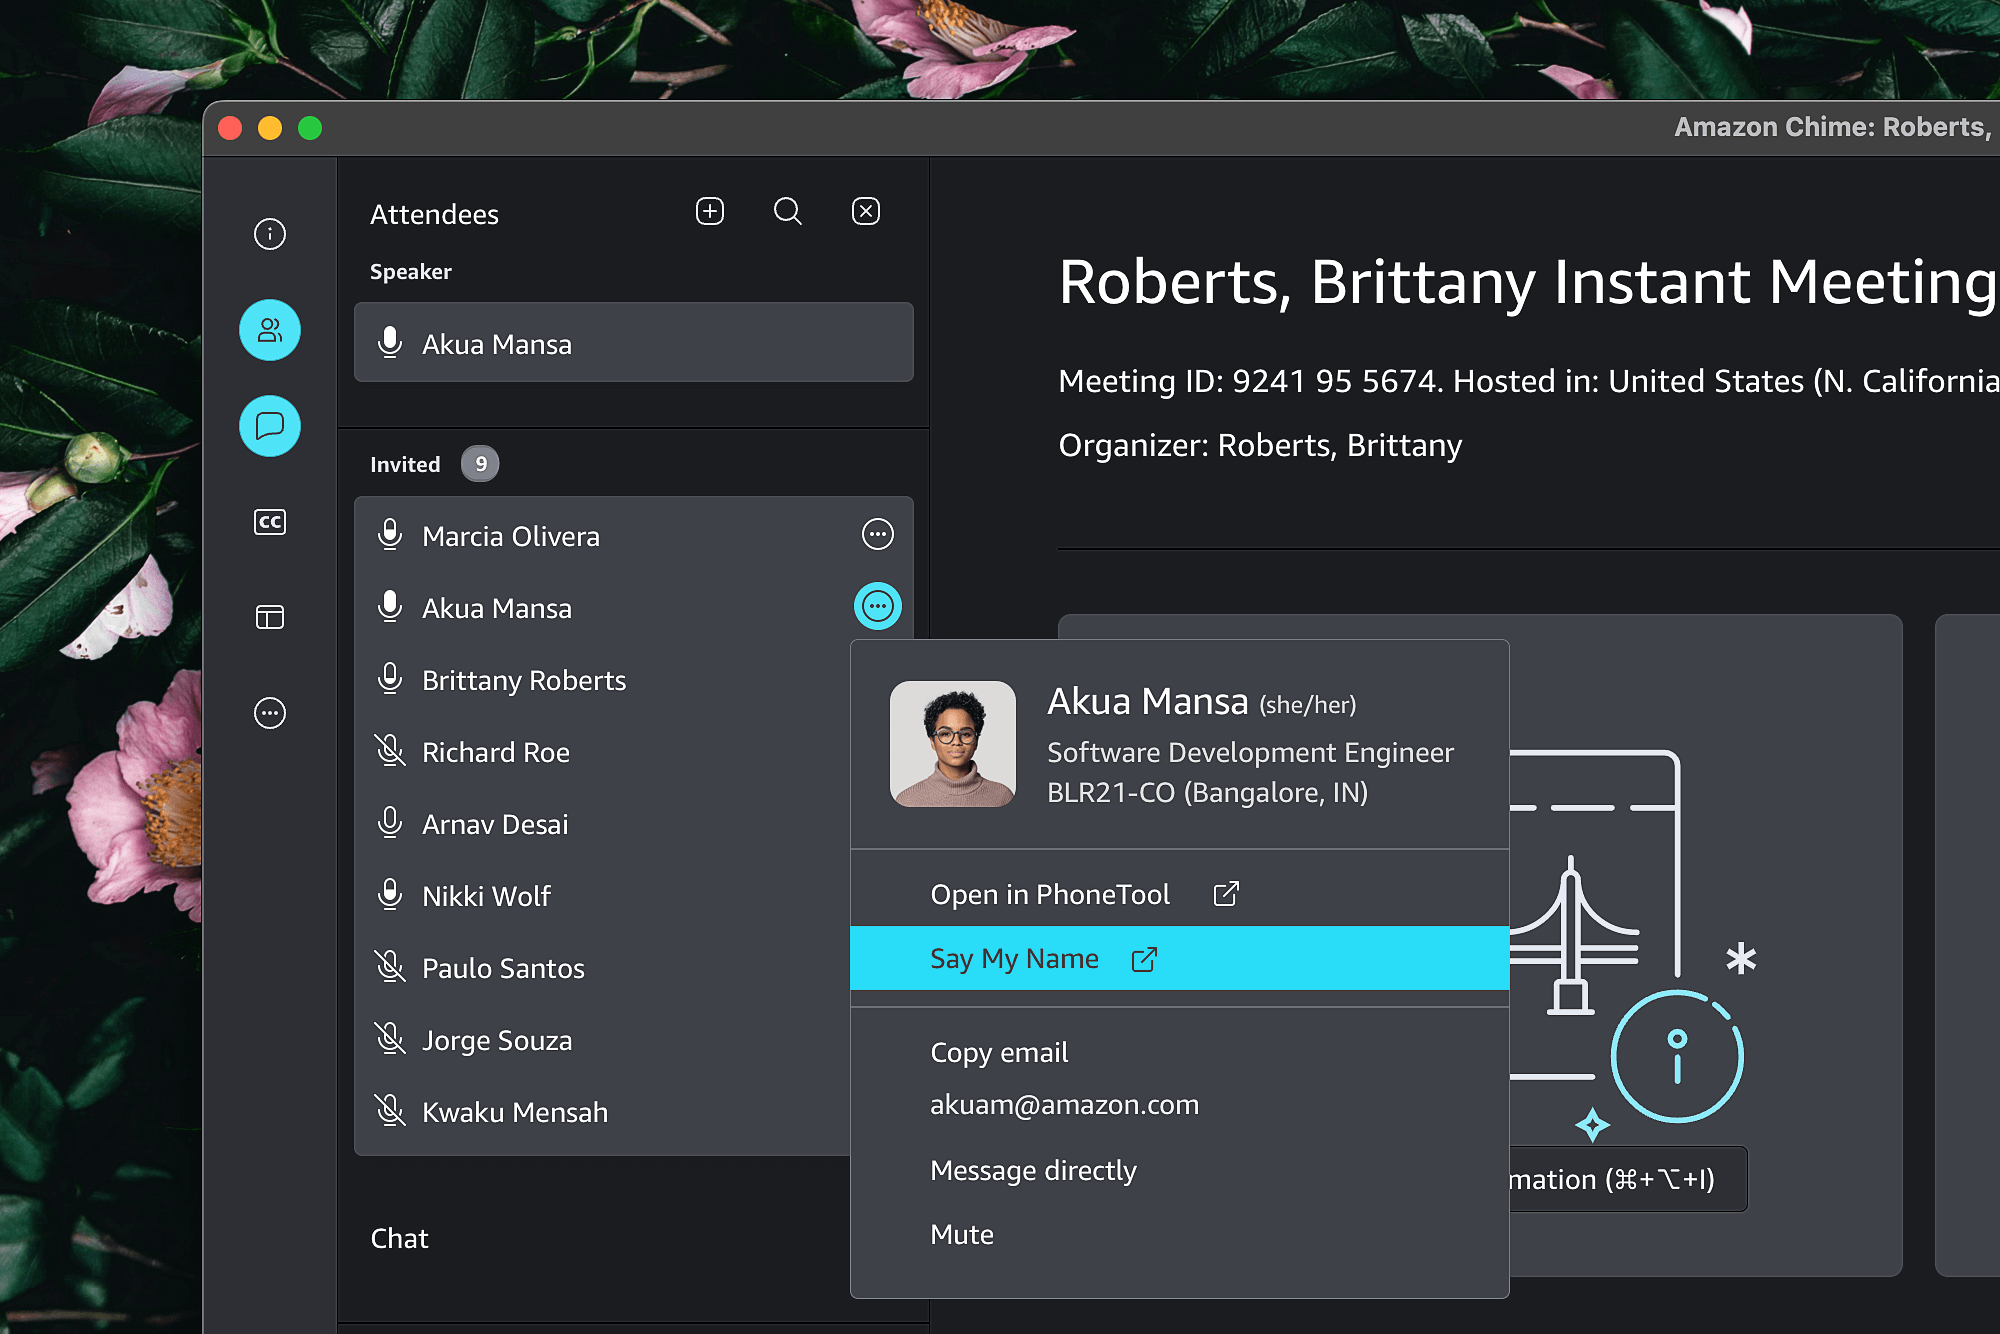 Amazon Chime: Roberts,
Attendees
Speaker
Akua Mansa
Invited 9
Marcia Olivera
Akua Mansa
Brittany Roberts
Richard Roe
Arnav Desai
Nikki Wolf
Paulo Santos
Jorge Souza
Kwaku Mensah
Chat
CC
Roberts, Brittany Instant Meeting
Meeting ID: 9241 95 5674. Hosted in: United States (N. California
Organizer: Roberts, Brittany
Akua Mansa (she/her)
Software Development Engineer
BLR21-CO (Bangalore, IN)
Open in PhoneTool
Say My Name
Copy email
akuam@amazon.com
Message directly
Mute
mation (⌘+⌥+I)